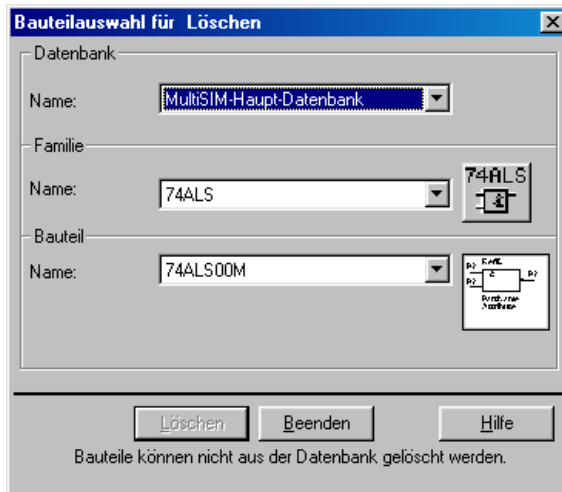 Bauteilauswahl für Löschen
Datenbank
Name:
MultiSIM-Haupt-Datenbank
Familie
Name:
74ALS
74ALS
Bauteil
Name:
74ALS00M
Löschen
Beenden
Hilfe
Bauteile können nicht aus der Datenbank gelöscht werden.